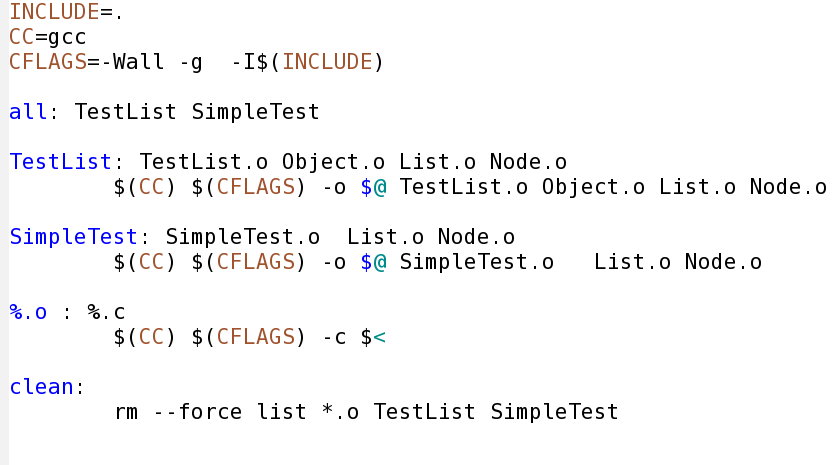 INCLUDE=.
CC=gcc
CFLAGS=-Wall -g  -I$(INCLUDE)
all: TestList SimpleTest
TestList: TestList.o Object.o List.o Node.o
        $(CC) $(CFLAGS) -o $@ TestList.o Object.o List.o Node.o
SimpleTest: SimpleTest.o  List.o Node.o
        $(CC) $(CFLAGS) -o $@ SimpleTest.o   List.o Node.o
%.o : %.c
        $(CC) $(CFLAGS) -c $<
clean:
        rm --force list *.o TestList SimpleTest